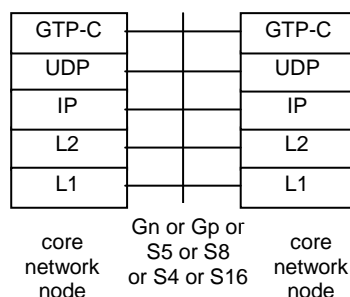 GTP-C GTP-C
UDP UDP
IP IP
L2 L2
L1 L1
core
network
node
Gn or Gp or
S5 or S8
or S4 or S16
core
network
node